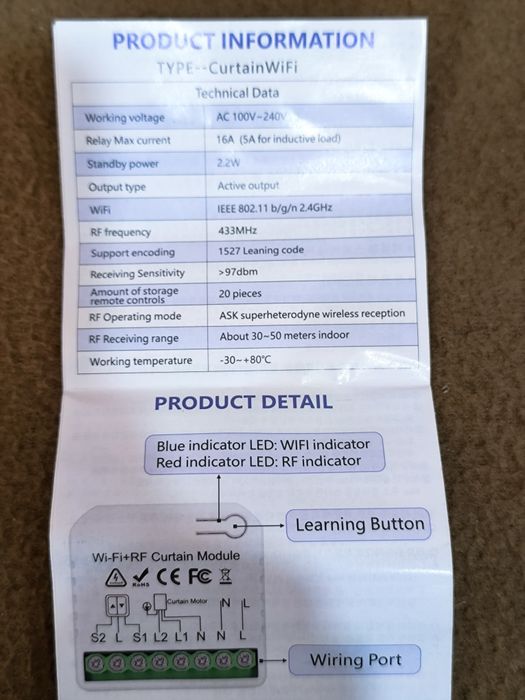 PRODUCT INFORMATION
TYPE--CurtainWiFi
Technical Data
Working voltage AC 100V~240V
Relay Max current 16A (5A for inductive load)
Standby power 2.2W
Output type Active output
WiFi IEEE 802.11 b/g/n 2.4GHz
RF frequency 433MHz
Support encoding 1527 Leaning code
Receiving Sensitivity >97dbm
Amount of storage
remote controls 20 pieces
RF Operating mode ASK superheterodyne wireless reception
RF Receiving range About 30~50 meters indoor
Working temperature -30~+80℃
PRODUCT DETAIL
Blue indicator LED: WIFI indicator
Red indicator LED: RF indicator
Learning Button
Wi-Fi+RF Curtain Module
RoHS CE FC
Curtain Motor N L
S2 L S1 L2 L1 N N L
Wiring Port